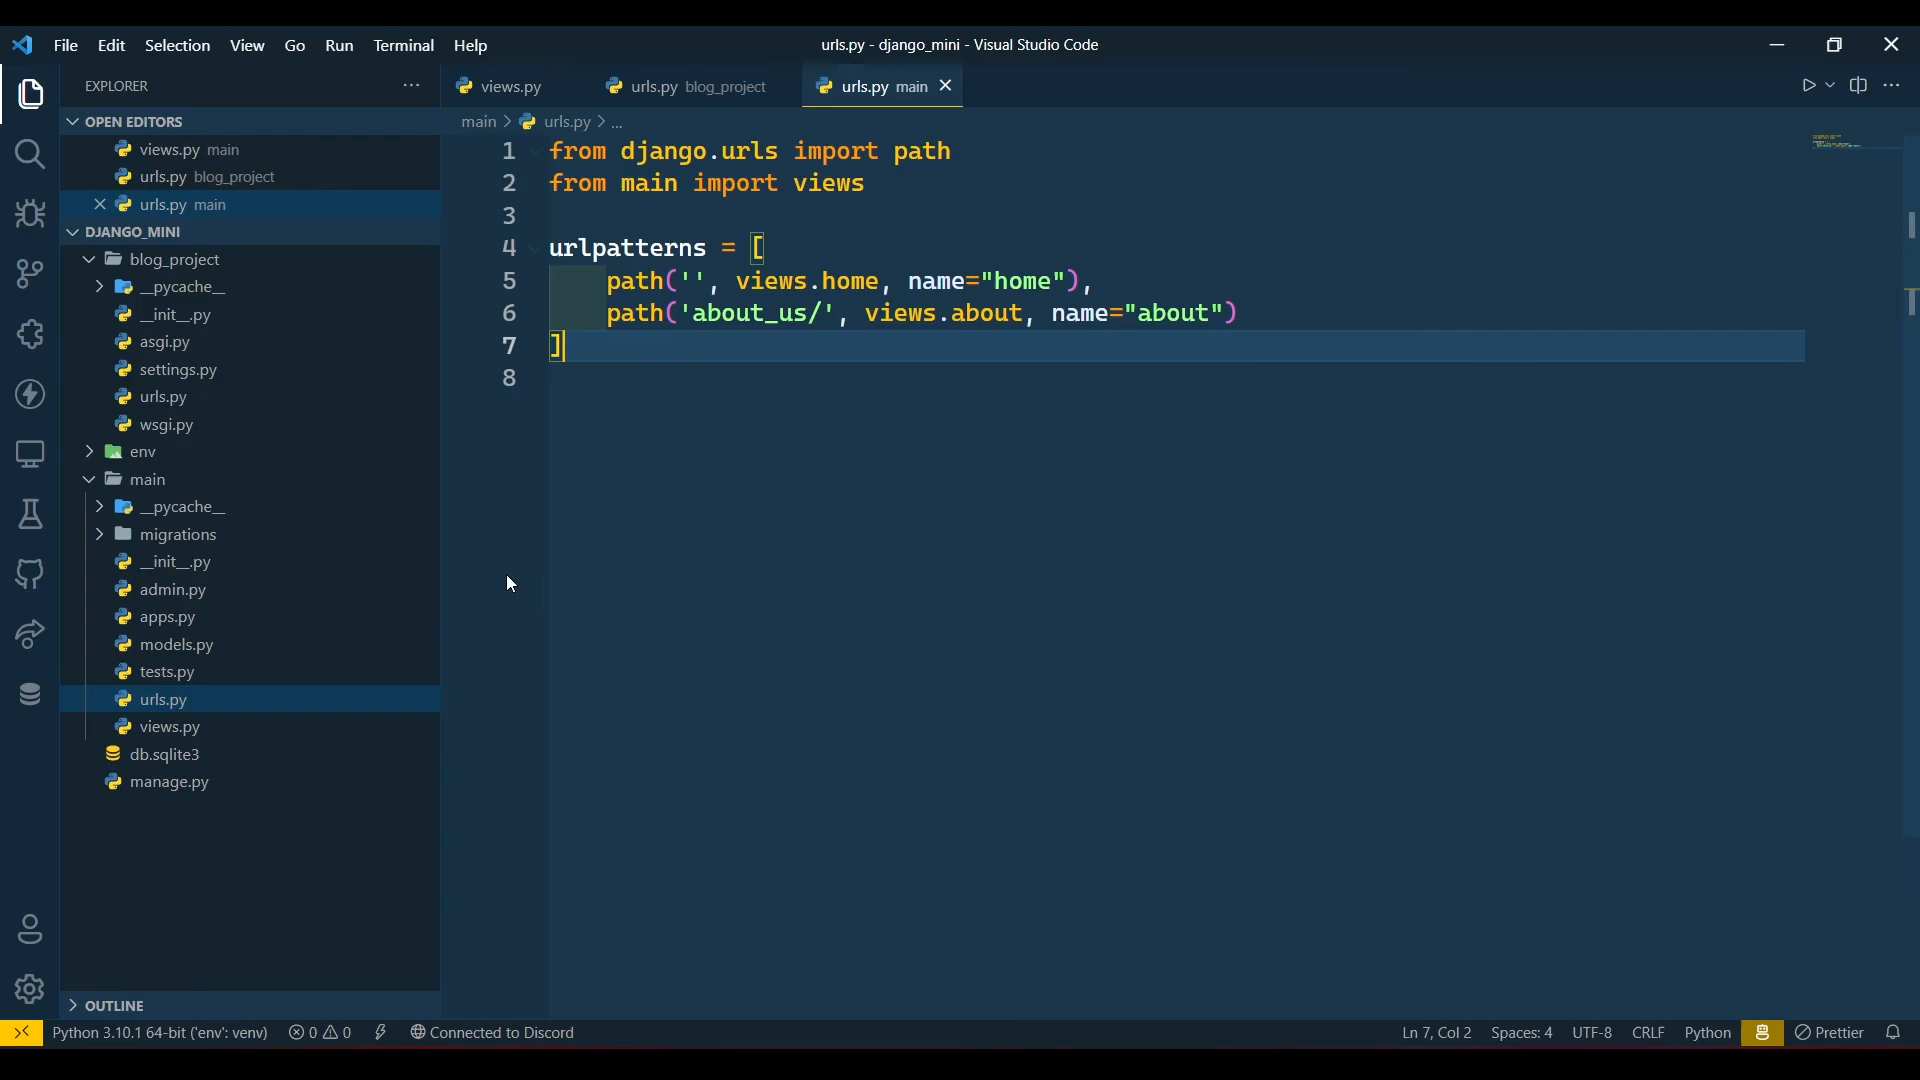 File Edit Selection View Go Run Terminal Help
urls.py - django_mini - Visual Studio Code
EXPLORER
views.py
urls.py blog_project
urls.py main
OPEN EDITORS
views.py main
urls.py blog_project
urls.py main
DJANGO_MINI
blog_project
__pycache__
__init__.py
asgi.py
settings.py
urls.py
wsgi.py
env
main
__pycache__
migrations
__init__.py
admin.py
apps.py
models.py
tests.py
urls.py
views.py
db.sqlite3
manage.py
OUTLINE
main > urls.py > ...
1 from django.urls import path
2 from main import views
3
4 urlpatterns = [
5     path('', views.home, name="home"),
6     path('about_us/', views.about, name="about")
7 ]
8
Python 3.10.1 64-bit ('env': venv) 0 0 Connected to Discord
Ln 7, Col 2 Spaces: 4 UTF-8 CRLF Python Prettier